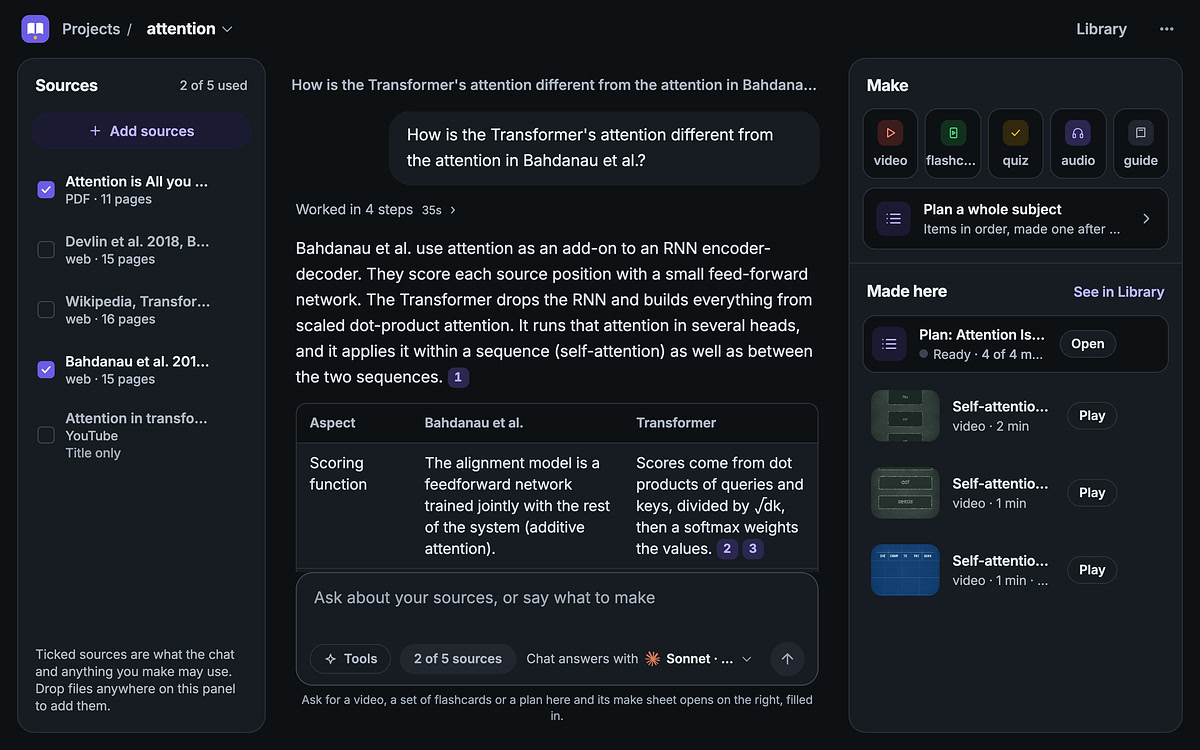 Projects / attention
Library
Sources
2 of 5 used
+ Add sources
Attention is All you ...
PDF · 11 pages
Devlin et al. 2018, B...
web · 15 pages
Wikipedia, Transfor...
web · 16 pages
Bahdanau et al. 201...
web · 15 pages
Attention in transfo...
YouTube
Title only
Ticked sources are what the chat
and anything you make may use.
Drop files anywhere on this panel
to add them.
How is the Transformer's attention different from the attention in Bahdana...
How is the Transformer's attention different from
the attention in Bahdanau et al.?
Worked in 4 steps 35s
Bahdanau et al. use attention as an add-on to an RNN encoder-
decoder. They score each source position with a small feed-forward
network. The Transformer drops the RNN and builds everything from
scaled dot-product attention. It runs that attention in several heads,
and it applies it within a sequence (self-attention) as well as between
the two sequences. 1
Aspect
Bahdanau et al.
Transformer
Scoring
function
The alignment model is a
feedforward network
trained jointly with the rest
of the system (additive
attention).
Scores come from dot
products of queries and
keys, divided by √dk,
then a softmax weights
the values. 2 3
Ask about your sources, or say what to make
Tools
2 of 5 sources
Chat answers with Sonnet · ...
Ask for a video, a set of flashcards or a plan here and its make sheet opens on the right, filled
in.
Make
video
flashc...
quiz
audio
guide
Plan a whole subject
Items in order, made one after ...
Made here
See in Library
Plan: Attention Is...
Ready · 4 of 4 m...
Open
Self-attentio...
video · 2 min
Play
Self-attentio...
video · 1 min
Play
Self-attentio...
video · 1 min · ...
Play